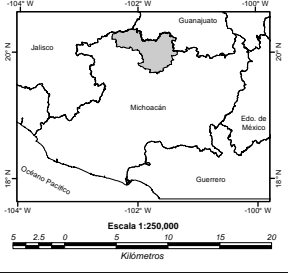 -104° W -102° W -100° W
Guanajuato
Jalisco
20° N 20° N
Michoacán
Edo. de
México
Océano Pacífico
Guerrero
18° N 18° N
-104° W -102° W -100° W
Escala 1:250,000
5 2.5 0 5 10 15 20
Kilómetros